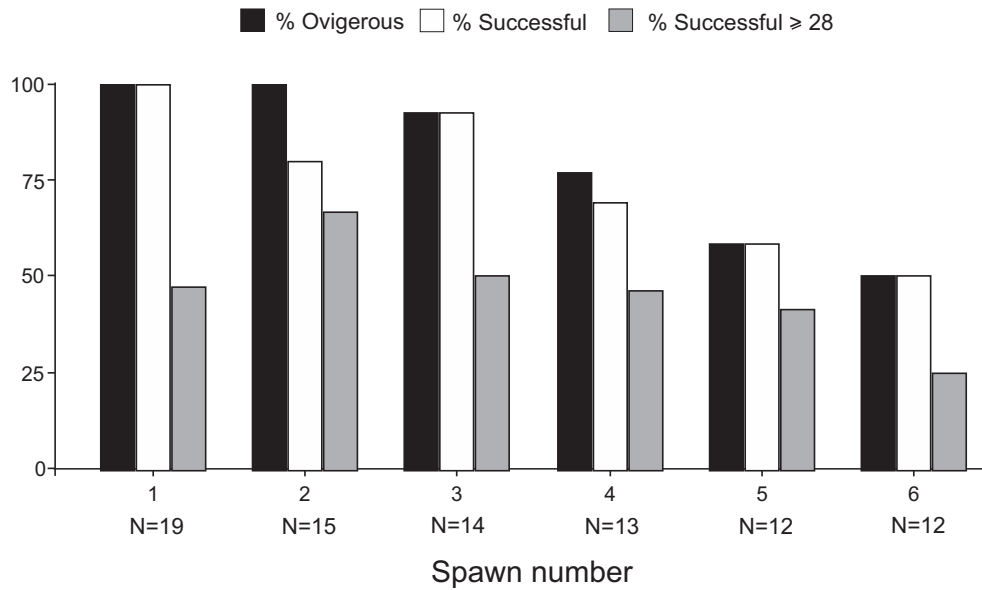 % Ovigerous % Successful % Successful ⩾ 28
100
75
50
25
0
1 2 3 4 5 6
N=19 N=15 N=14 N=13 N=12 N=12
Spawn number